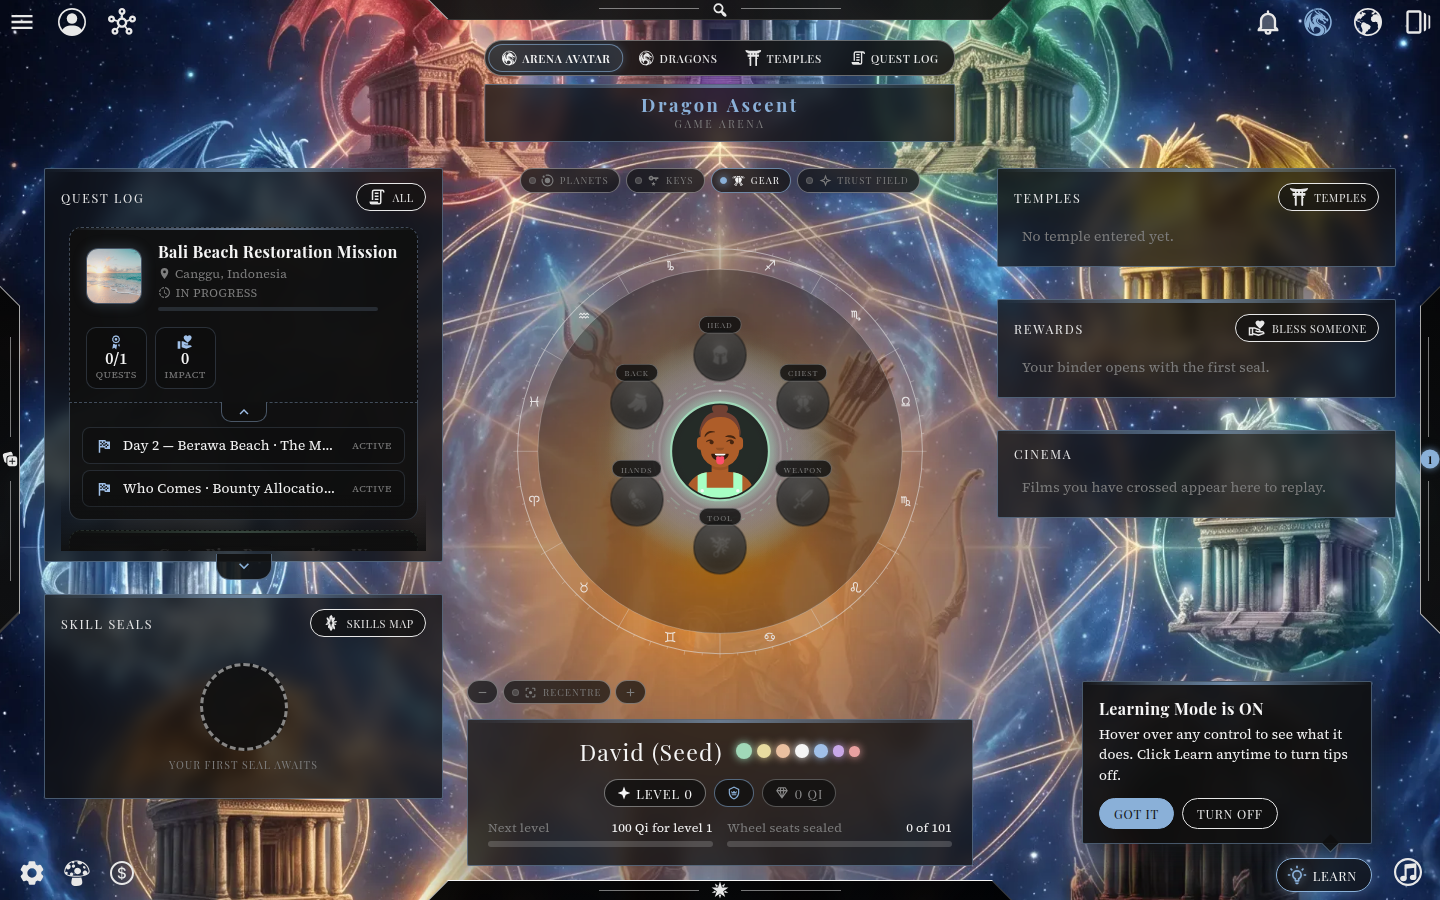 ARENA AVATAR
DRAGONS
TEMPLES
QUEST LOG
Dragon Ascent
GAME ARENA
PLANETS
KEYS
GEAR
TRUST FIELD
QUEST LOG
ALL
Bali Beach Restoration Mission
Canggu, Indonesia
IN PROGRESS
0/1
QUESTS
0
IMPACT
Day 2 — Berawa Beach · The M...
ACTIVE
Who Comes · Bounty Allocatio...
ACTIVE
SKILL SEALS
SKILLS MAP
YOUR FIRST SEAL AWAITS
♑ ♐
♒ ♏
♓ ♎
♈ ♍
♉ ♌
♊ ♋
HEAD
BACK
CHEST
HANDS
WEAPON
TOOL
− RECENTRE +
David (Seed)
LEVEL 0
0 QI
Next level 100 Qi for level 1
Wheel seats sealed 0 of 101
TEMPLES
TEMPLES
No temple entered yet.
REWARDS
BLESS SOMEONE
Your binder opens with the first seal.
CINEMA
Films you have crossed appear here to replay.
I
Learning Mode is ON
Hover over any control to see what it
does. Click Learn anytime to turn tips
off.
GOT IT
TURN OFF
LEARN